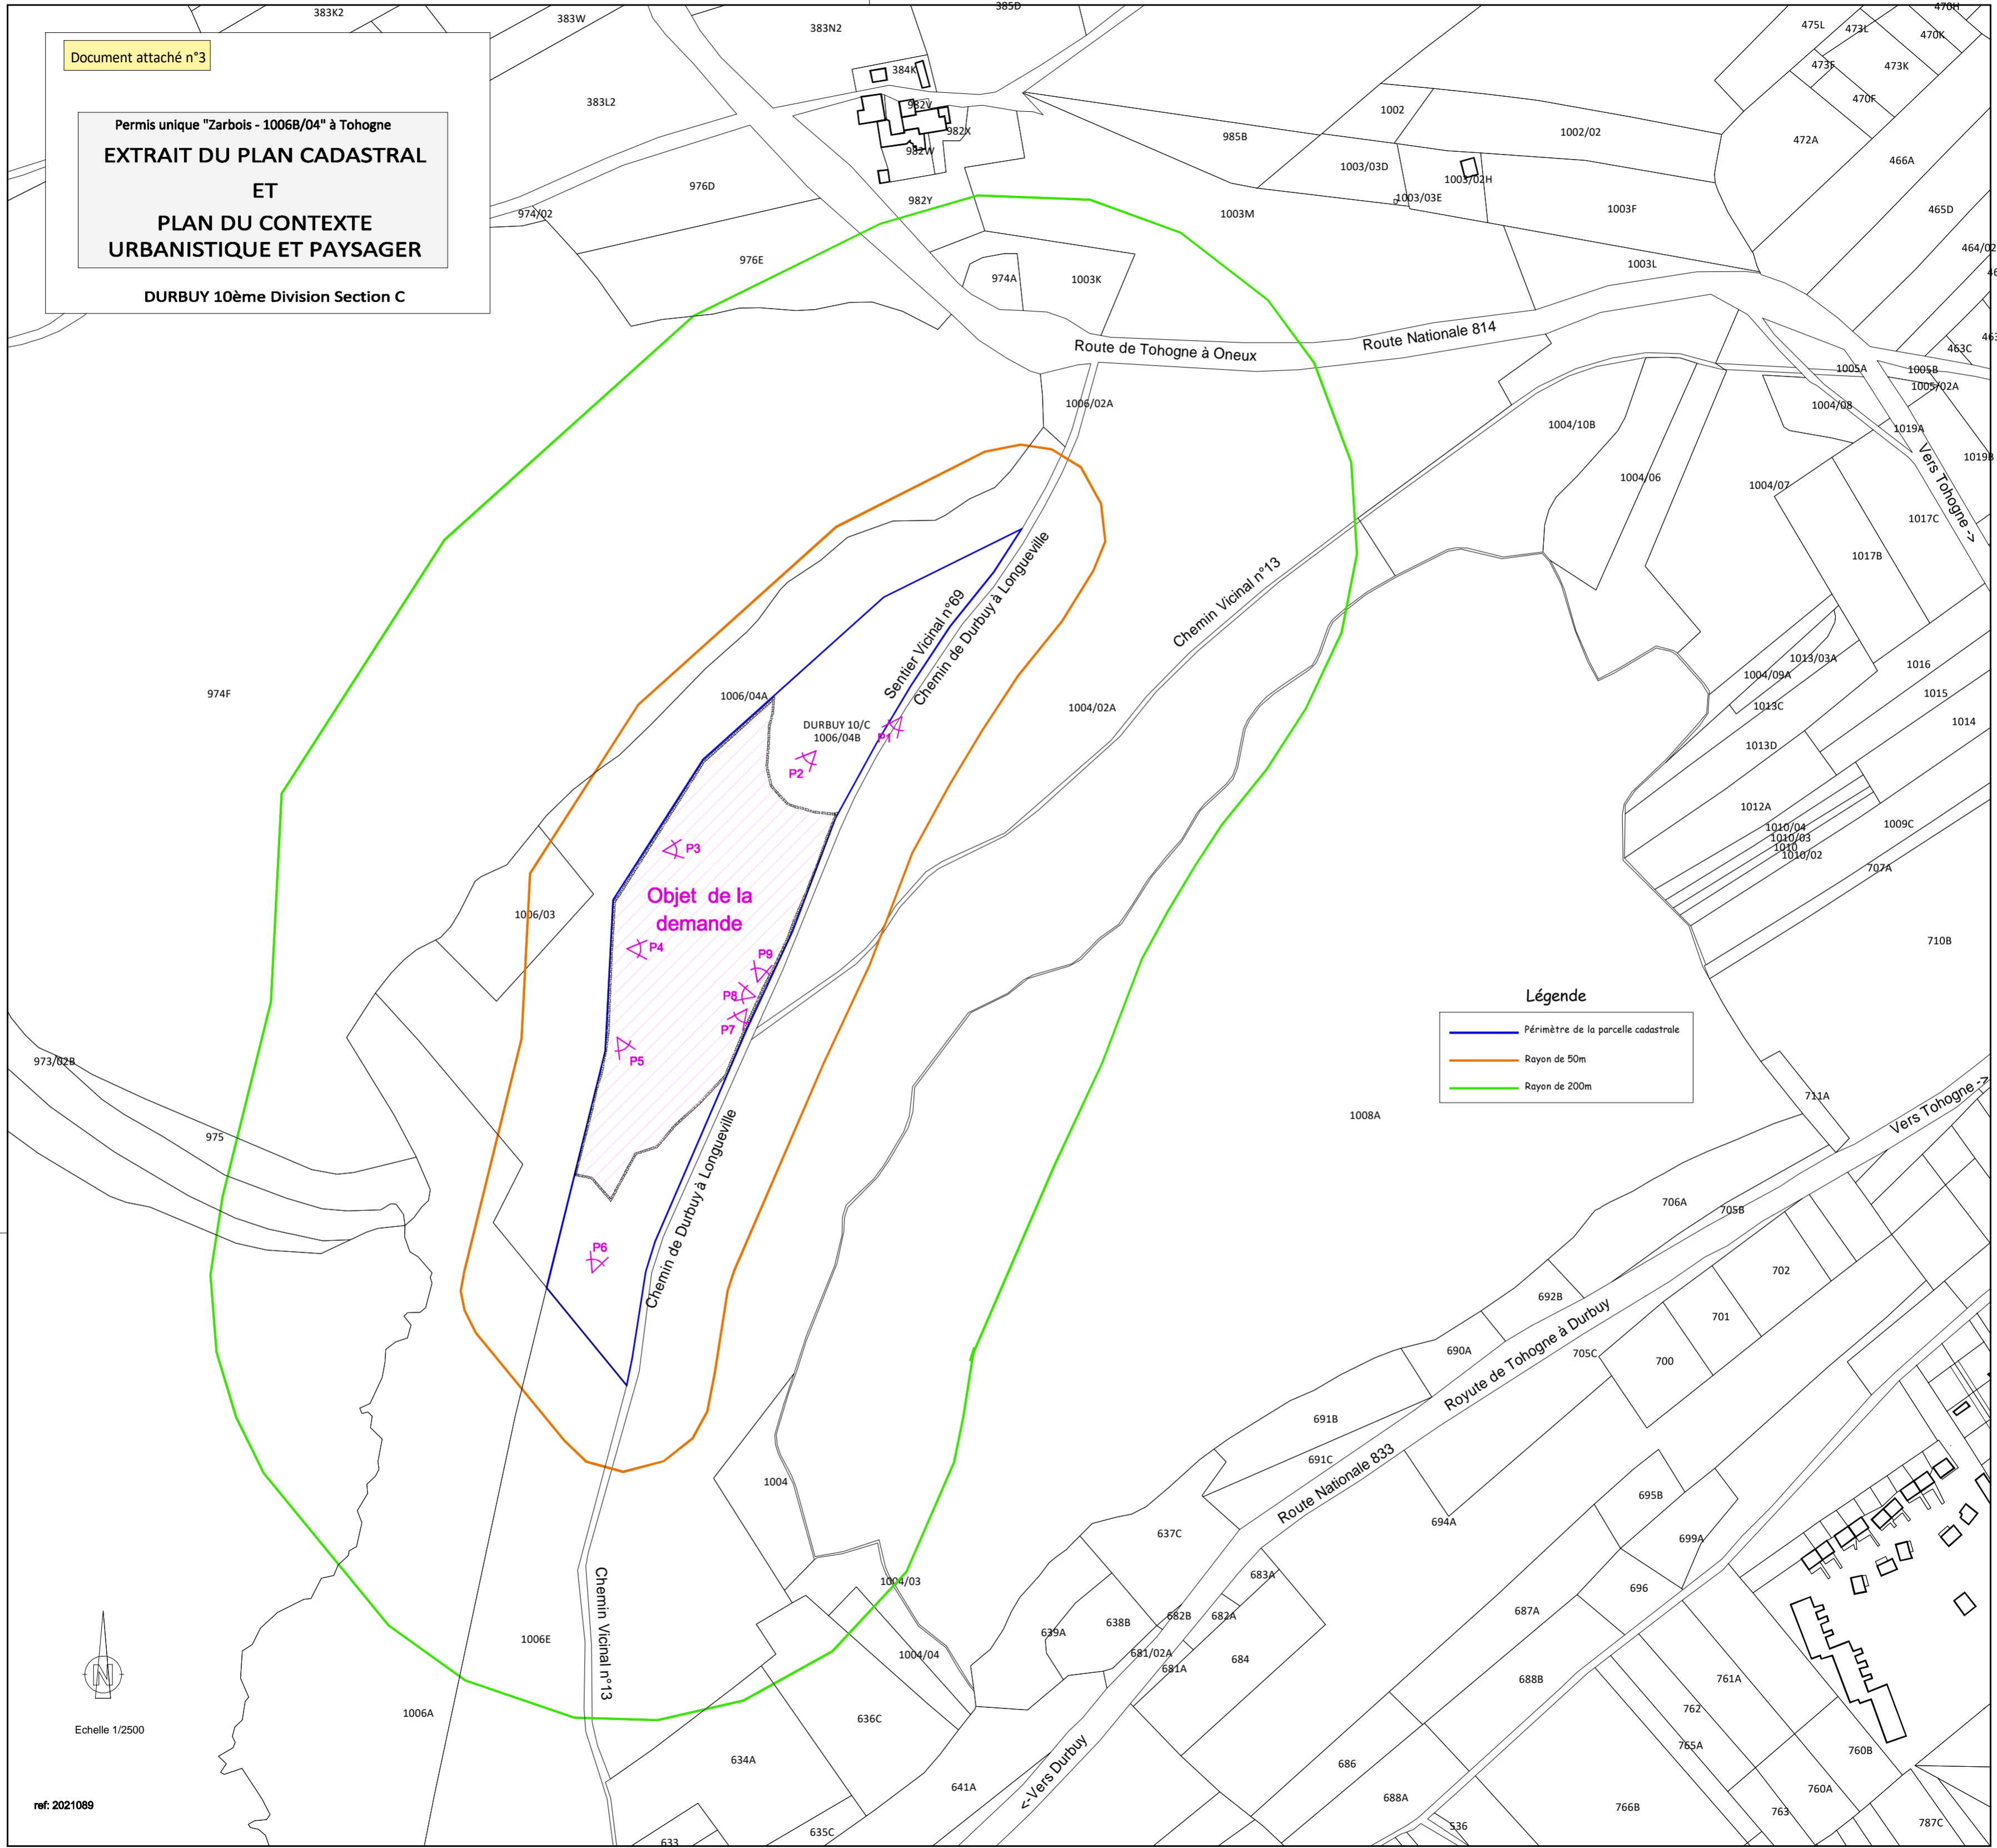 383K2
383W
385D
470H
Document attaché n°3
Permis unique "Zarbois - 1006B/04" à Tohogne
EXTRAIT DU PLAN CADASTRAL
ET
PLAN DU CONTEXTE
URBANISTIQUE ET PAYSAGER
DURBUY 10ème Division Section C
383N2
475L
473L
470K
384K
473F
473K
383L2
982V
470F
1002
1002/02
982X
985B
472A
982W
466A
1003/03D
1003/02H
976D
1003/03E
982Y
974/02
1003M
1003F
465D
464/02
976E
1003L
974A
1003K
Route de Tohogne à Oneux
Route Nationale 814
463C
1005A
1005B
1005/02A
1006/02A
1004/08
1004/10B
1019A
1019B
Vers Tohogne ->
1004/06
1004/07
1017C
1017B
Sentier Vicinal n°69
Chemin de Durbuy à Longueville
Chemin Vicinal n°13
974F
1006/04A
1004/02A
1013/03A
1016
1004/09A
1015
1013C
DURBUY 10/C
1006/04B
P1
1014
P2
1013D
1012A
1010/04
1009C
1010/03
1010
1010/02
P3
707A
Objet de la
demande
1006/03
P4
P9
710B
P8
P7
P5
Légende
Périmètre de la parcelle cadastrale
Rayon de 50m
Rayon de 200m
973/02B
711A
Vers Tohogne ->
1008A
975
Chemin de Durbuy à Longueville
706A
705B
P6
702
692B
701
690A
705C
700
Royute de Tohogne à Durbuy
691B
691C
Route Nationale 833
1004
695B
694A
637C
699A
683A
1004/03
696
Chemin Vicinal n°13
687A
682B
682A
638B
639A
1006E
681/02A
684
1004/04
681A
688B
761A
762
1006A
636C
Echelle 1/2500
765A
760B
634A
686
641A
<-Vers Durbuy
760A
688A
ref: 2021089
766B
763
787C
536
635C
633